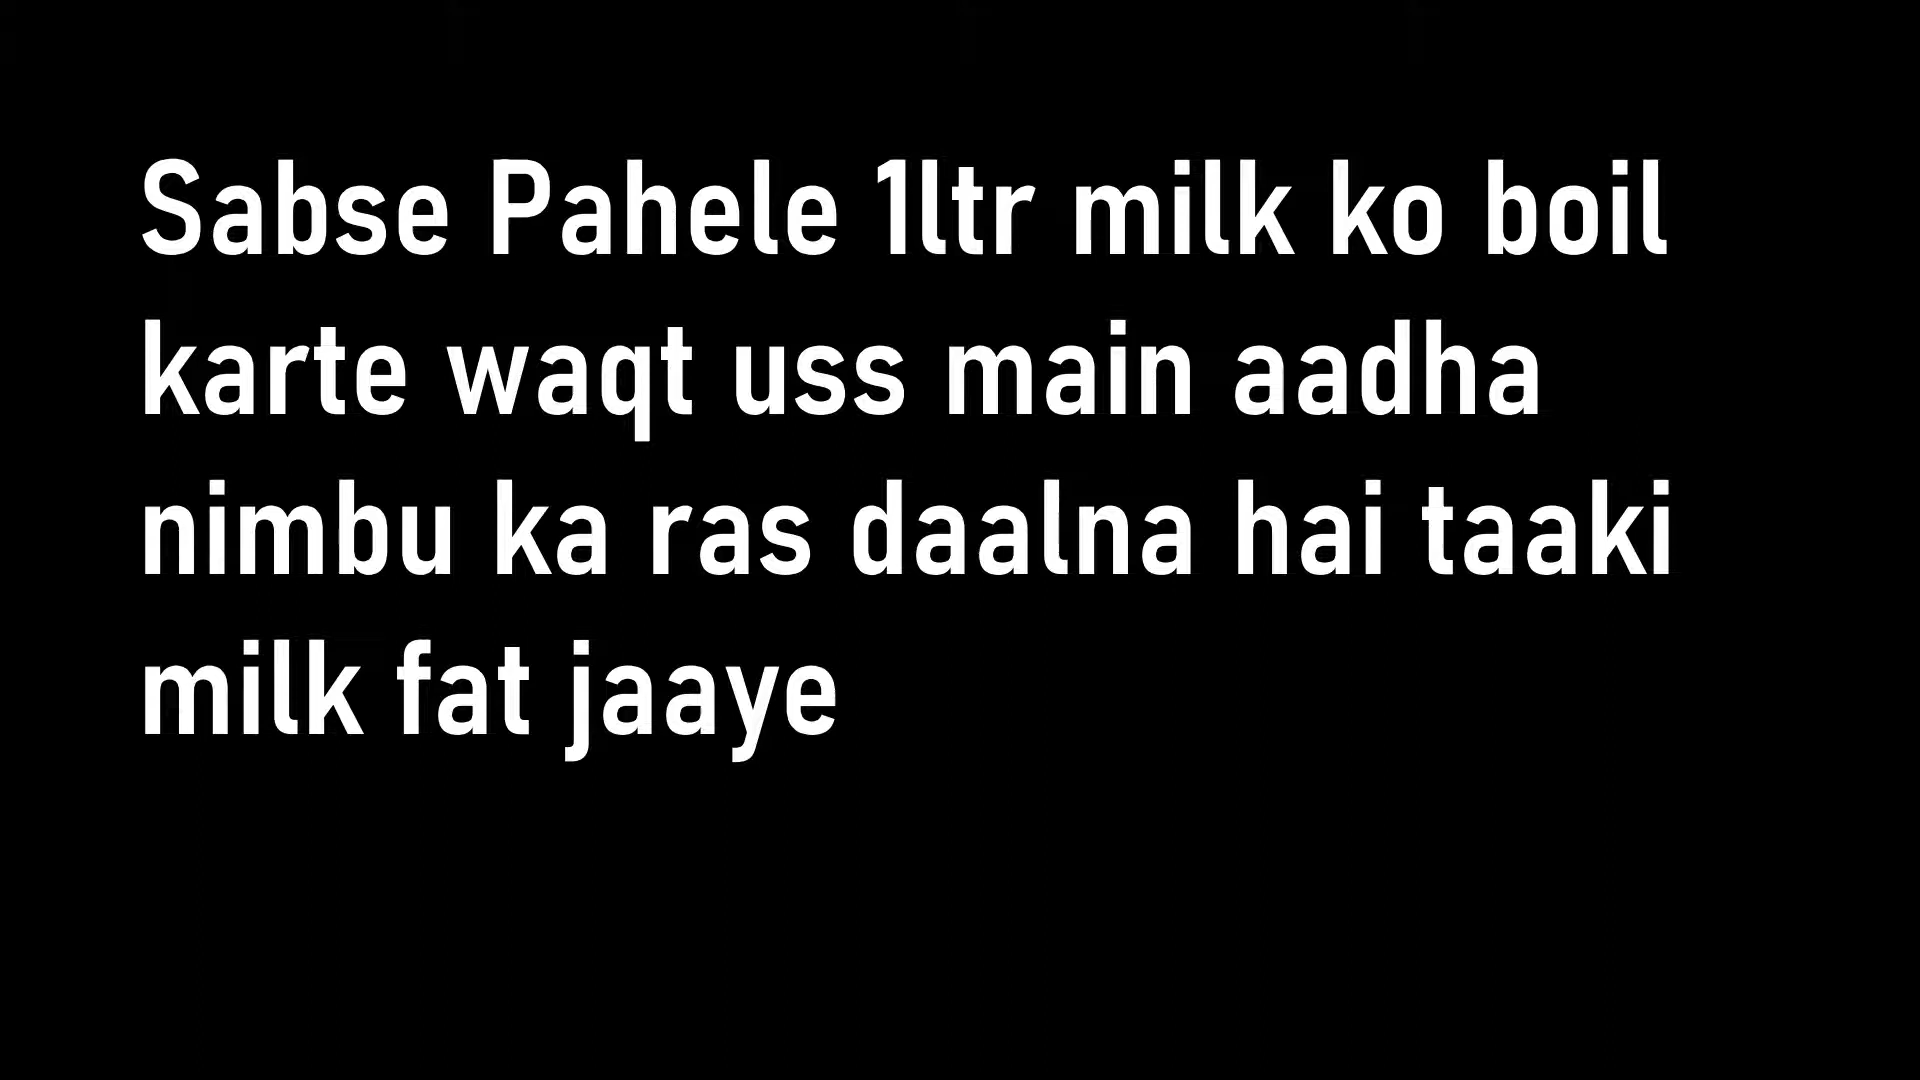 Sabse Pahele 1ltr milk ko boil
karte waqt uss main aadha
nimbu ka ras daalna hai taaki
milk fat jaaye